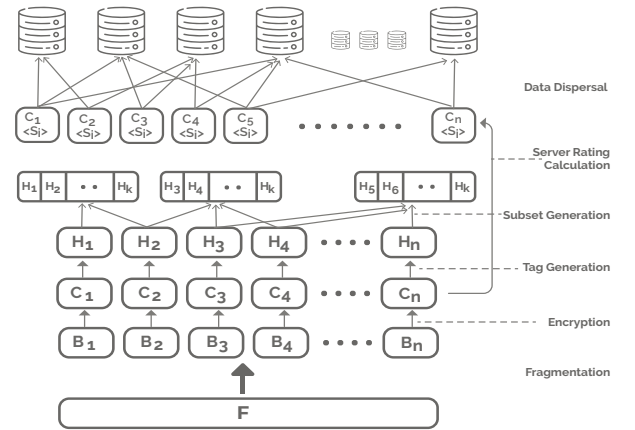 Data Dispersal
C1 <Si> C2 <Si> C3 <Si> C4 <Si> C5 <Si> Cn <Si>
Server Rating
Calculation
H1 H2 Hk H3 H4 Hk H5 H6 Hk
Subset Generation
H1 H2 H3 H4 Hn
Tag Generation
C1 C2 C3 C4 Cn
Encryption
B1 B2 B3 B4 Bn
Fragmentation
F